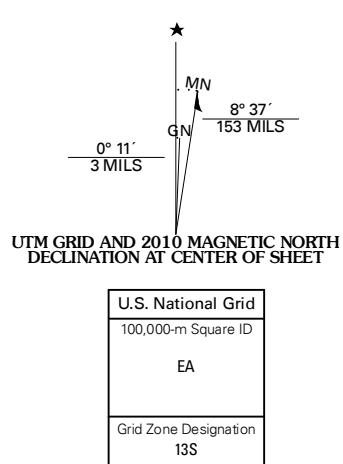 ★
MN
8° 37´
153 MILS
GN
0° 11´
3 MILS
UTM GRID AND 2010 MAGNETIC NORTH
DECLINATION AT CENTER OF SHEET
U.S. National Grid
100,000-m Square ID
EA
Grid Zone Designation
13S